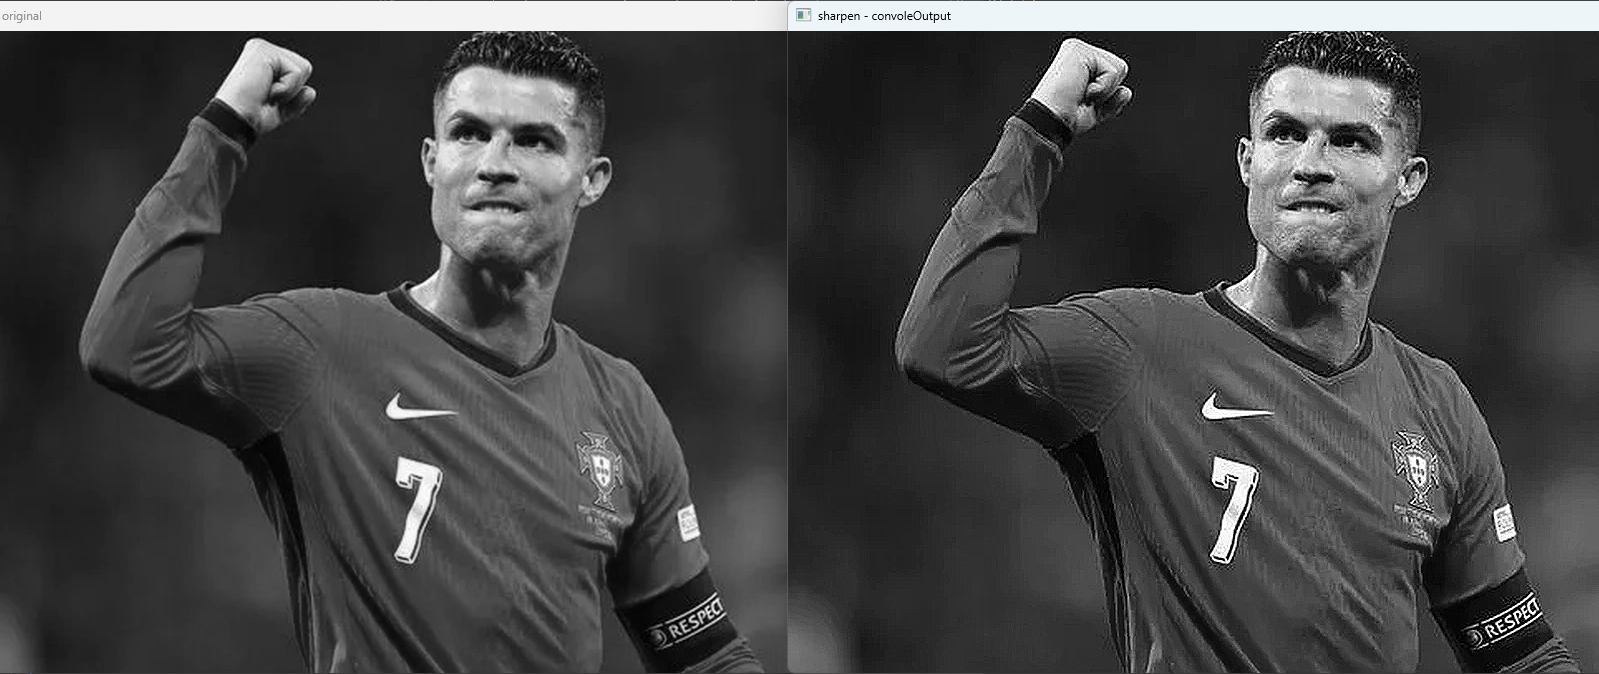 original
sharpen - convoleOutput
7
RESPECT
7
RESPECT